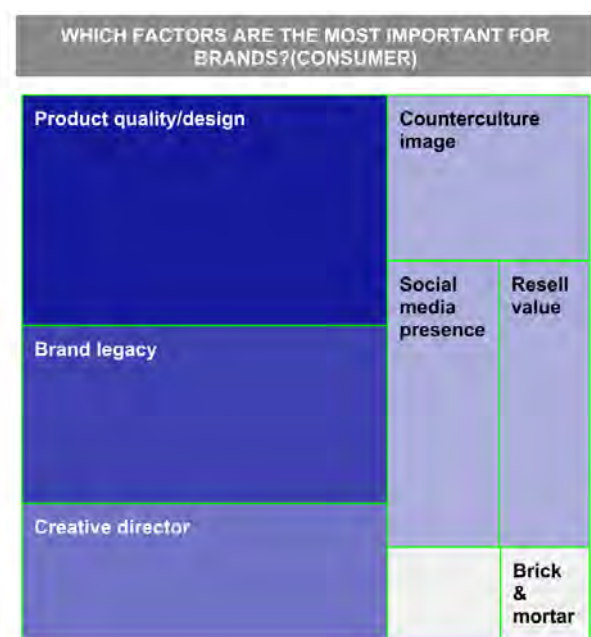 WHICH FACTORS ARE THE MOST IMPORTANT FOR
BRANDS?(CONSUMER)
Product quality/design
Counterculture
image
Social
media
presence
Resell
value
Brand legacy
Creative director
Brick
&
mortar